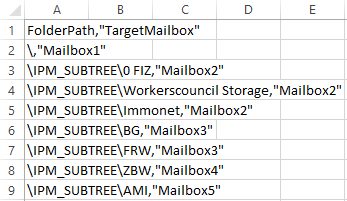 A B C D E
1 FolderPath,"TargetMailbox"
2 \,"Mailbox1"
3 \IPM_SUBTREE\0 FIZ,"Mailbox2"
4 \IPM_SUBTREE\Workerscouncil Storage,"Mailbox2"
5 \IPM_SUBTREE\Immonet,"Mailbox2"
6 \IPM_SUBTREE\BG,"Mailbox3"
7 \IPM_SUBTREE\FRW,"Mailbox3"
8 \IPM_SUBTREE\ZBW,"Mailbox4"
9 \IPM_SUBTREE\AMI,"Mailbox5"